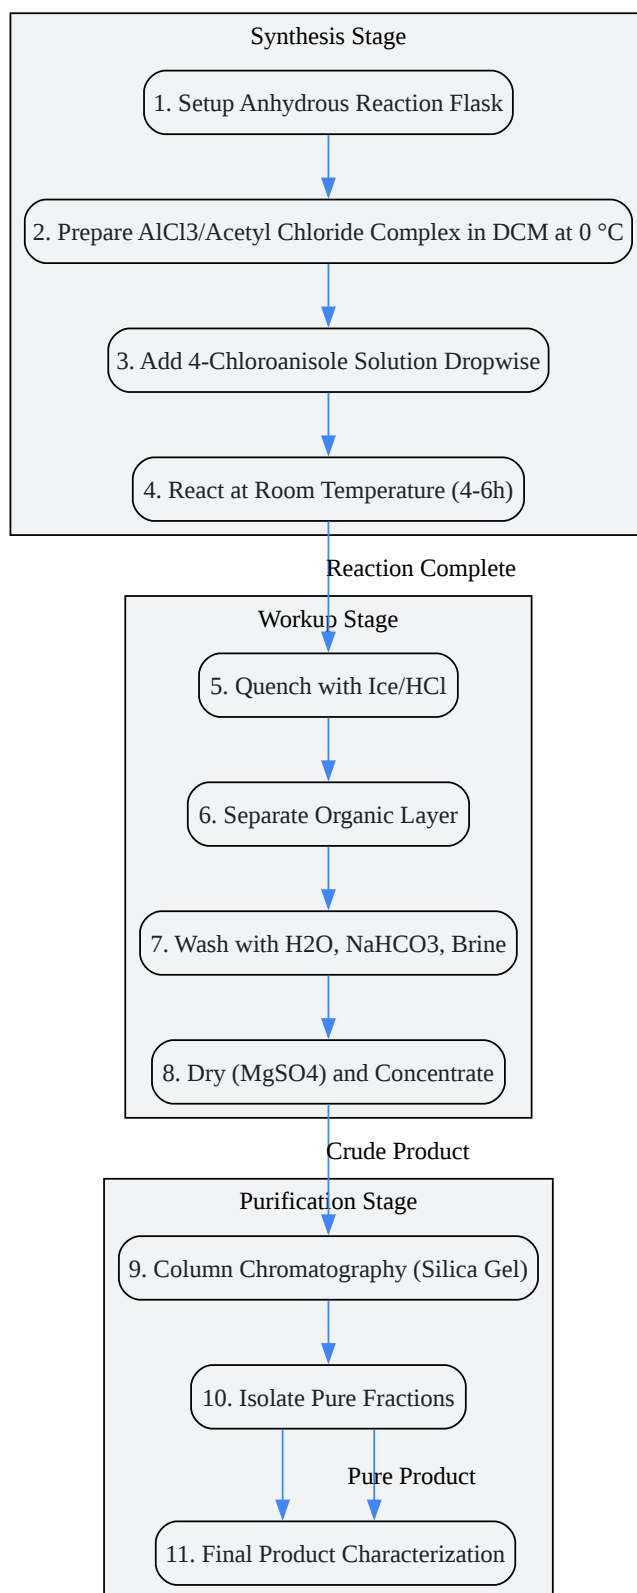 Synthesis Stage
1. Setup Anhydrous Reaction Flask
2. Prepare AlCl3/Acetyl Chloride Complex in DCM at 0 °C
3. Add 4-Chloroanisole Solution Dropwise
4. React at Room Temperature (4-6h)
Reaction Complete
Workup Stage
5. Quench with Ice/HCl
6. Separate Organic Layer
7. Wash with H2O, NaHCO3, Brine
8. Dry (MgSO4) and Concentrate
Crude Product
Purification Stage
9. Column Chromatography (Silica Gel)
10. Isolate Pure Fractions
Pure Product
11. Final Product Characterization